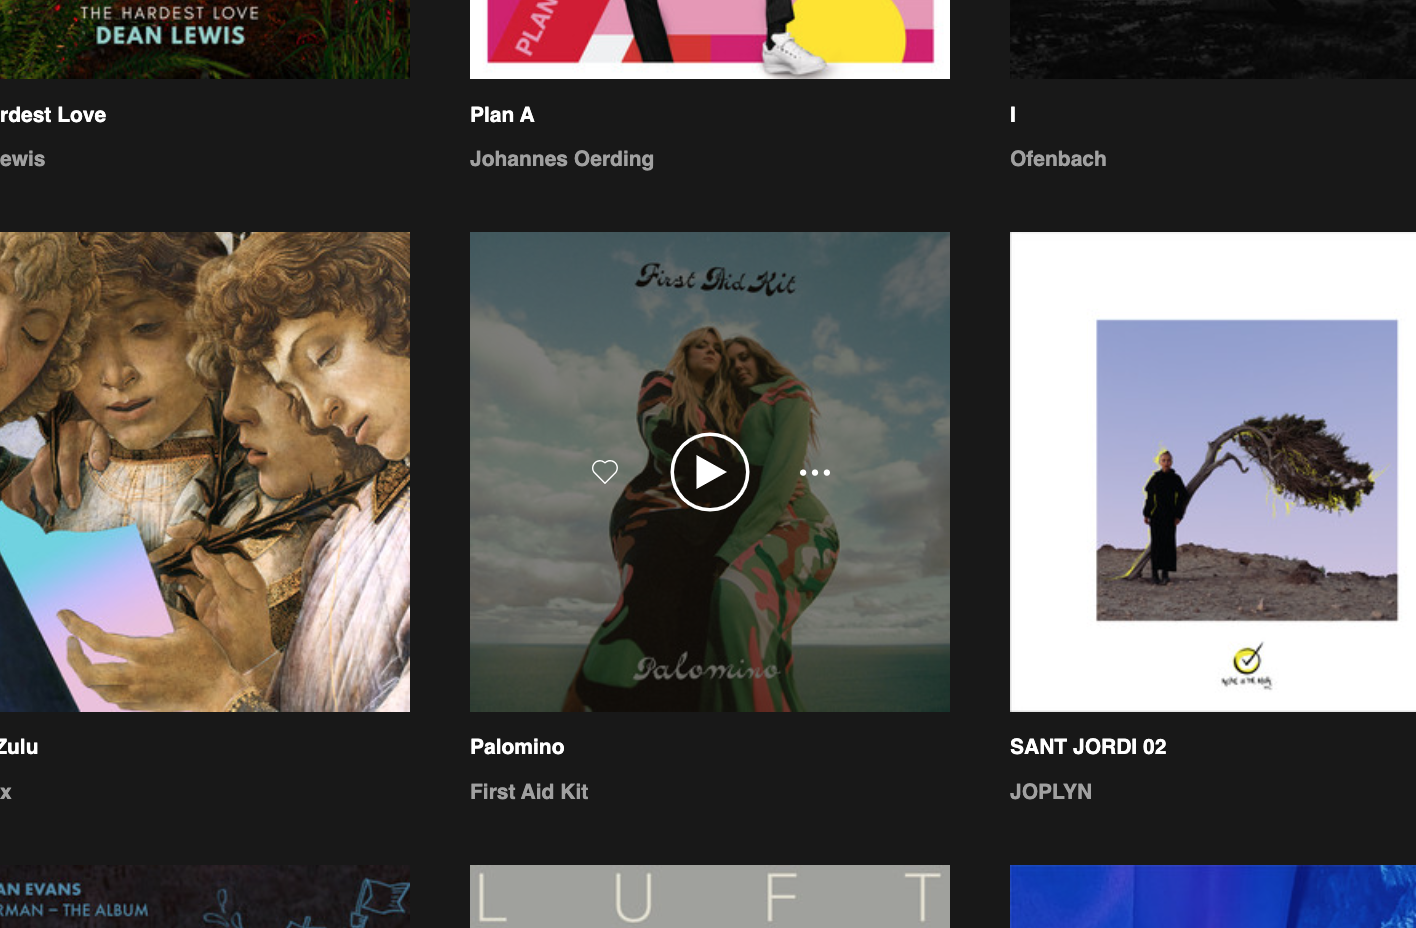 THE HARDEST LOVE
DEAN LEWIS
PLAN
rdest Love
Plan A
I
ewis
Johannes Oerding
Ofenbach
First Aid Kit
Palomino
Zulu
Palomino
SANT JORDI 02
x
First Aid Kit
JOPLYN
AN EVANS
RMAN – THE ALBUM
LUFT